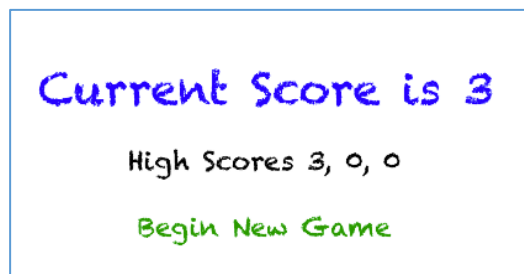 Current Score is 3
High Scores 3, 0, 0
Begin New Game